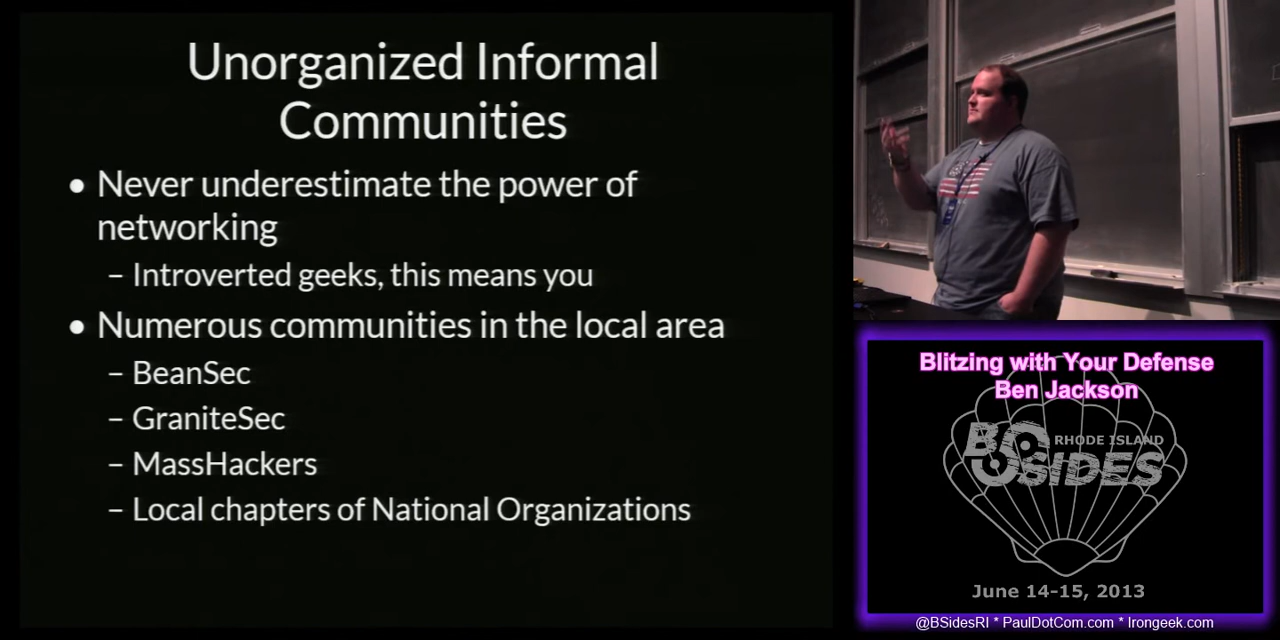 Unorganized Informal
Communities
• Never underestimate the power of
networking
– Introverted geeks, this means you
• Numerous communities in the local area
– BeanSec
– GraniteSec
– MassHackers
– Local chapters of National Organizations
Blitzing with Your Defense
Ben Jackson
BSIDES
RHODE ISLAND
June 14-15, 2013
@BSidesRI * PaulDotCom.com * Irongeek.com